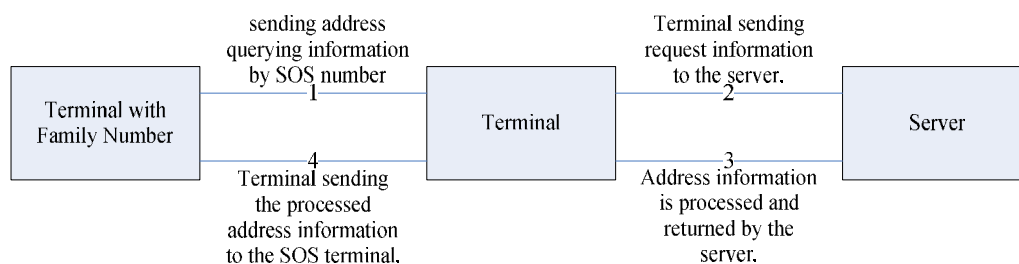 sending address
querying information
by SOS number
1
Terminal sending
request information
to the server.
2
Terminal with
Family Number
Terminal
Server
4
Terminal sending
the processed
address information
to the SOS terminal.
3
Address information
is processed and
returned by the
server.